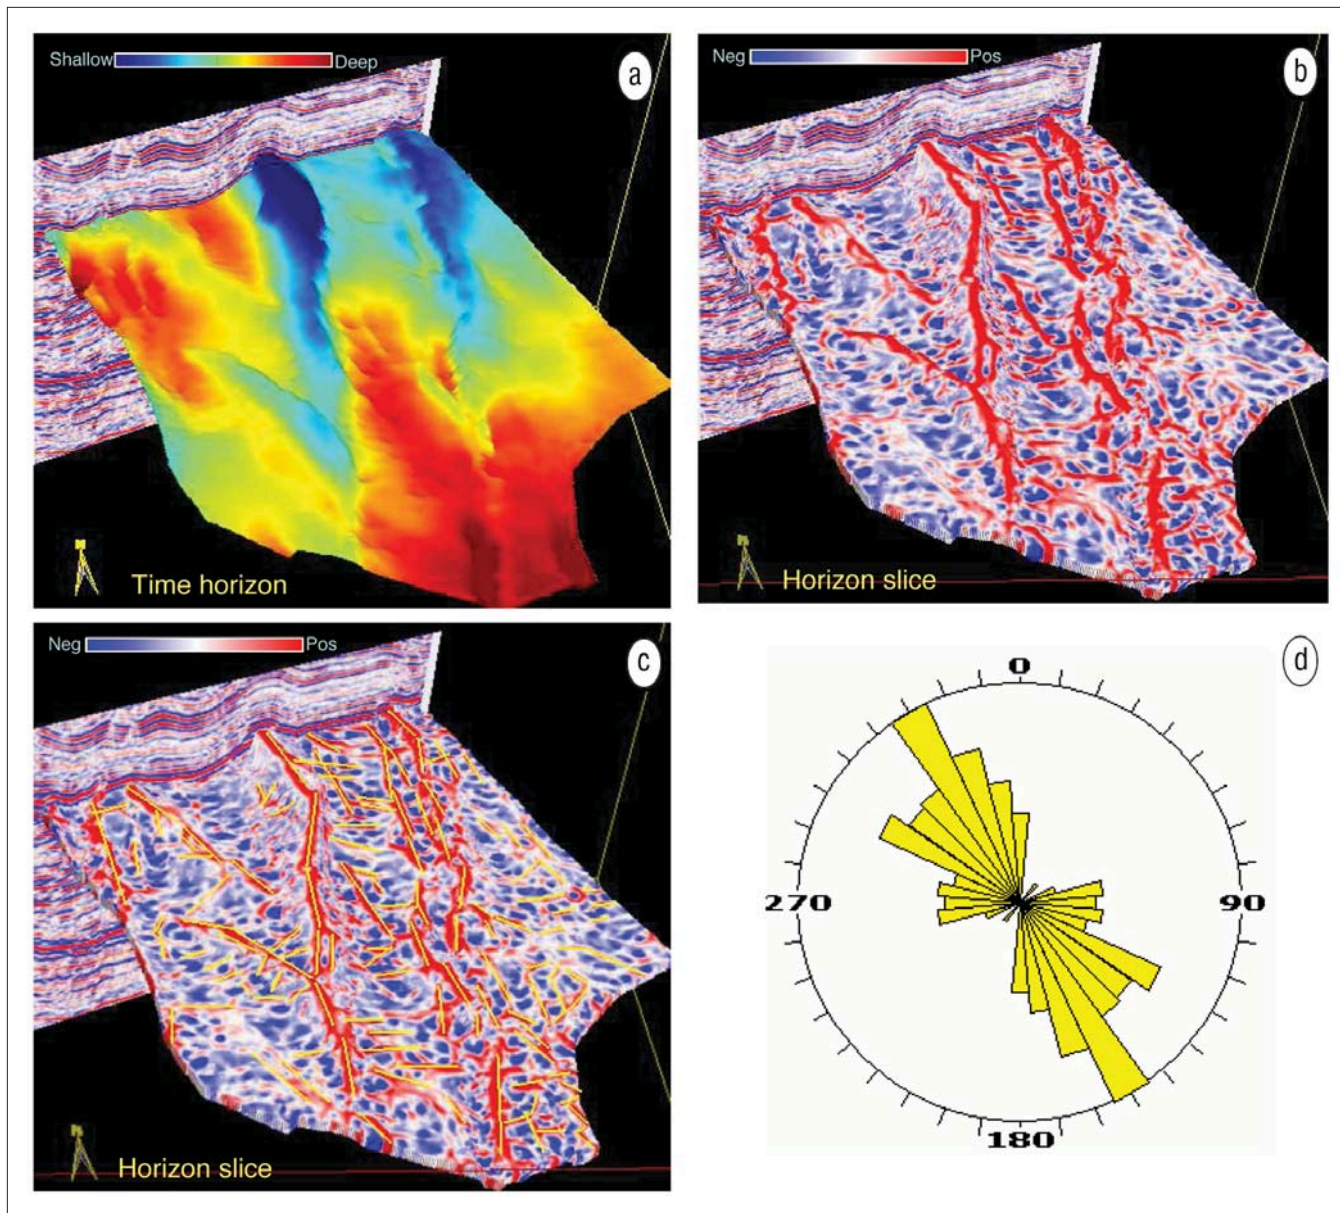 Shallow Deep a
N
Time horizon
Neg Pos b
N
Horizon slice
Neg Pos c
N
Horizon slice
d
0
270 90
180